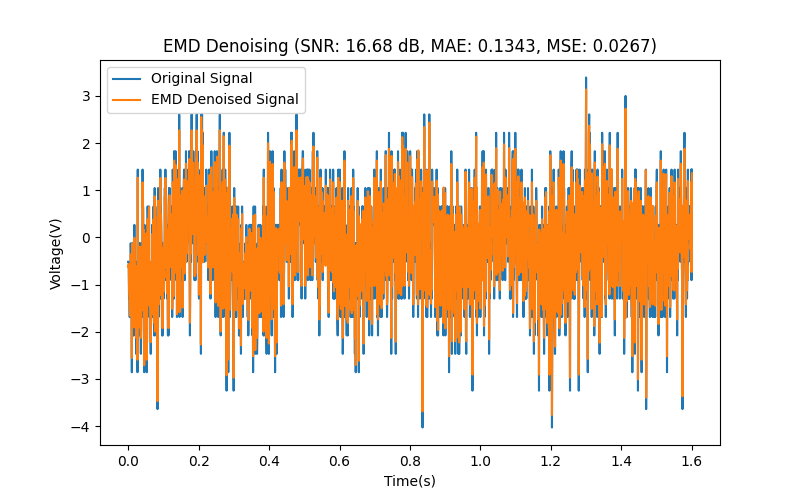 EMD Denoising (SNR: 16.68 dB, MAE: 0.1343, MSE: 0.0267)
Original Signal
EMD Denoised Signal
3
2
1
0
−1
−2
−3
−4
Voltage(V)
0.0 0.2 0.4 0.6 0.8 1.0 1.2 1.4 1.6
Time(s)